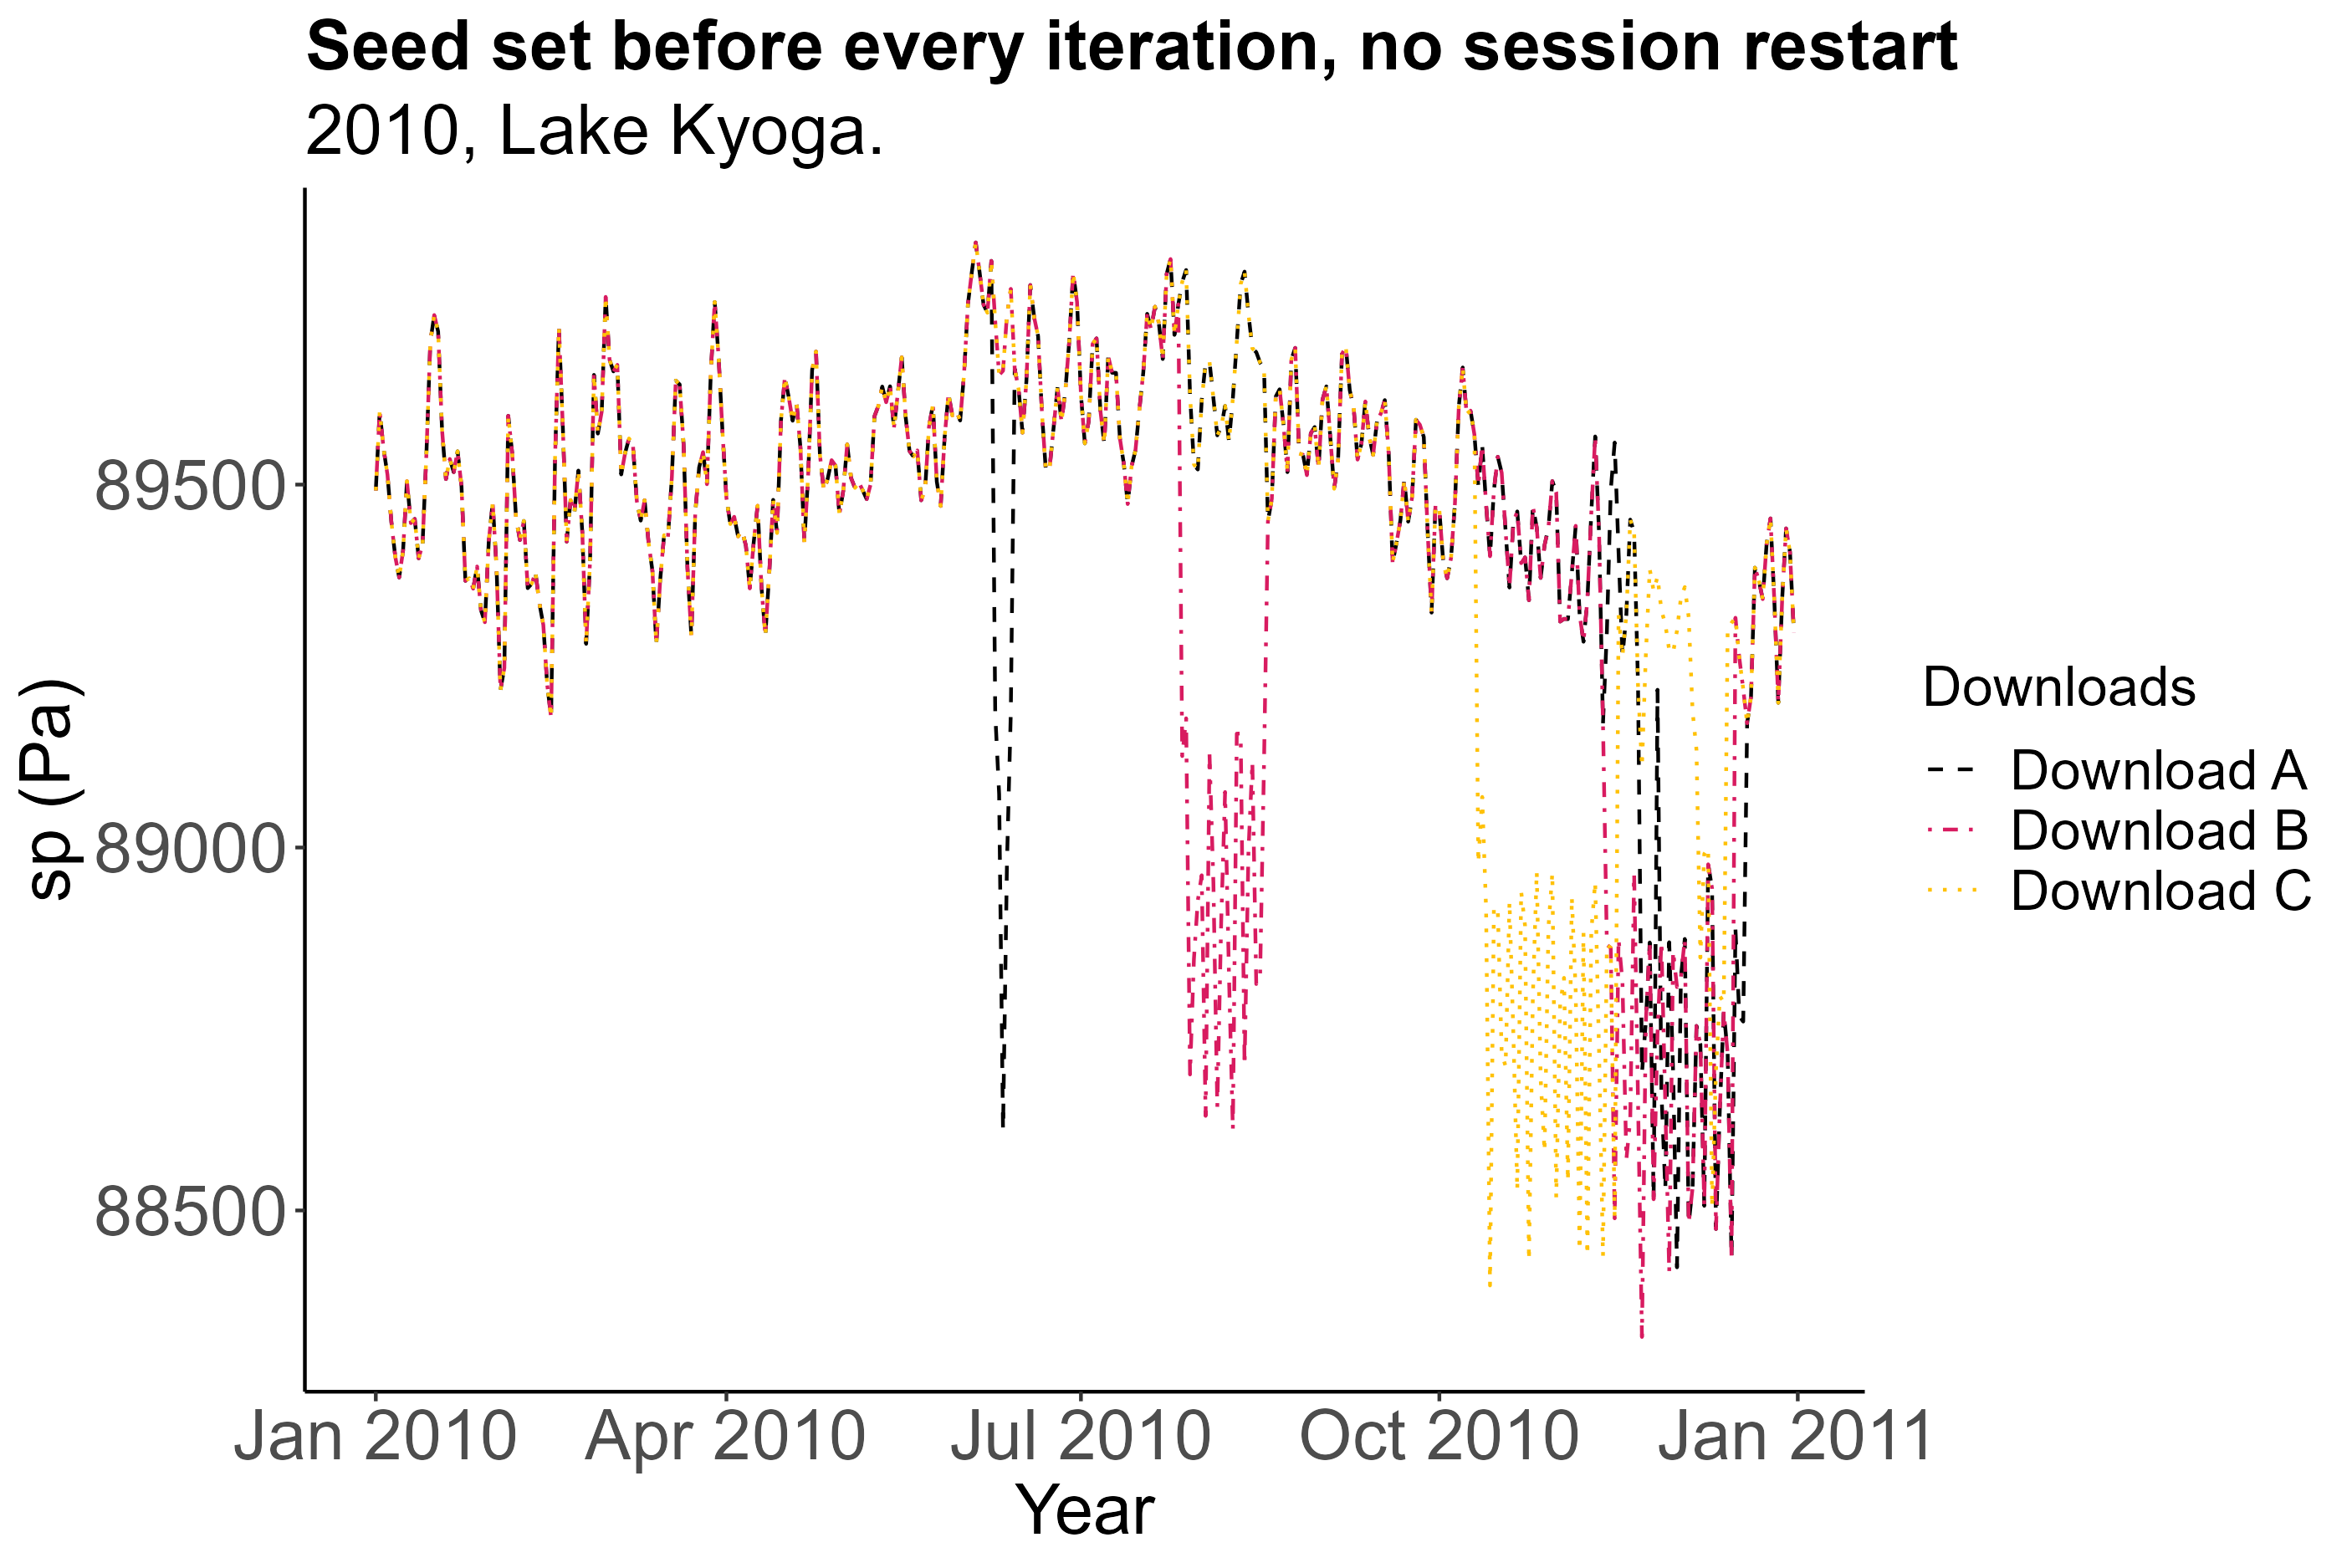 Seed set before every iteration, no session restart
2010, Lake Kyoga.
sp (Pa)
89500
89000
88500
Jan 2010
Apr 2010
Jul 2010
Oct 2010
Jan 2011
Year
Downloads
Download A
Download B
Download C